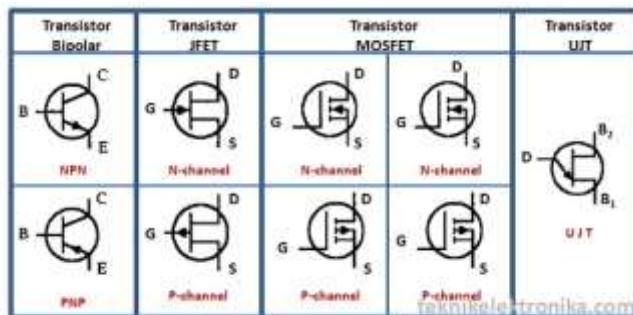 Transistor
Bipolar
Transistor
JFET
Transistor
MOSFET
Transistor
UJT
C
B
E
NPN
D
G
S
N-channel
D
G
S
N-channel
D
G
S
N-channel
C
B
E
PNP
D
G
S
P-channel
D
G
S
P-channel
D
G
S
P-channel
B2
D
B1
UJT
teknikelektronika.com